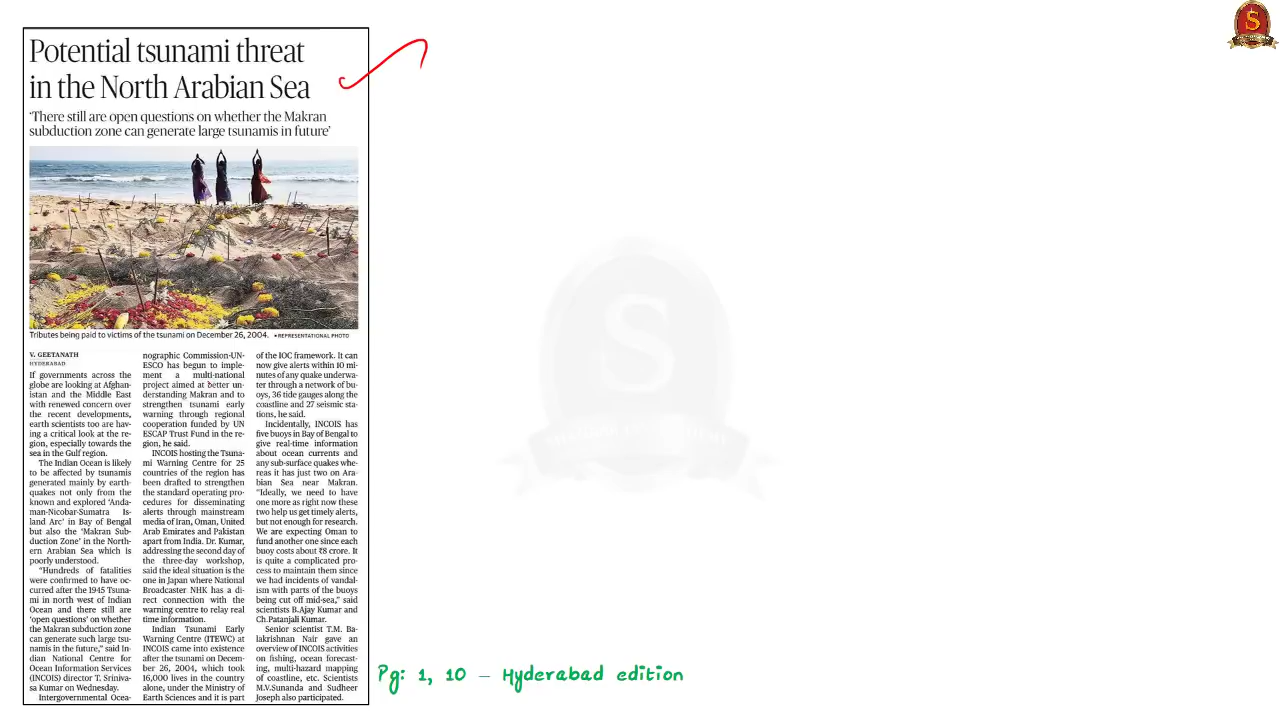 Potential tsunami threat
in the North Arabian Sea
‘There still are open questions on whether the Makran
subduction zone can generate large tsunamis in future’
Tributes being paid to victims of the tsunami on December 26, 2004. • REPRESENTATIONAL PHOTO
V. GEETANATH
HYDERABAD
If governments across the
globe are looking at Afghan-
istan and the Middle East
with renewed concern over
the recent developments,
earth scientists too are hav-
ing a critical look at the re-
gion, especially towards the
sea in the Gulf region.
The Indian Ocean is likely
to be affected by tsunamis
generated mainly by earth-
quakes not only from the
known and explored ‘Anda-
man-Nicobar-Sumatra Is-
land Arc’ in Bay of Bengal
but also the ‘Makran Sub-
duction Zone’ in the North-
ern Arabian Sea which is
poorly understood.
“Hundreds of fatalities
were confirmed to have oc-
curred after the 1945 Tsuna-
mi in north west of Indian
Ocean and there still are
‘open questions’ on whether
the Makran subduction zone
can generate such large tsu-
namis in the future,” said In-
dian National Centre for
Ocean Information Services
(INCOIS) director T. Sriniva-
sa Kumar on Wednesday.
Intergovernmental Ocea-
nographic Commission-UN-
ESCO has begun to imple-
ment a multi-national
project aimed at better un-
derstanding Makran and to
strengthen tsunami early
warning through regional
cooperation funded by UN
ESCAP Trust Fund in the re-
gion, he said.
INCOIS hosting the Tsuna-
mi Warning Centre for 25
countries of the region has
been drafted to strengthen
the standard operating pro-
cedures for disseminating
alerts through mainstream
media of Iran, Oman, United
Arab Emirates and Pakistan
apart from India. Dr. Kumar,
addressing the second day of
the three-day workshop,
said the ideal situation is the
one in Japan where National
Broadcaster NHK has a di-
rect connection with the
warning centre to relay real
time information.
Indian Tsunami Early
Warning Centre (ITEWC) at
INCOIS came into existence
after the tsunami on Decem-
ber 26, 2004, which took
16,000 lives in the country
alone, under the Ministry of
Earth Sciences and it is part
of the IOC framework. It can
now give alerts within 10 mi-
nutes of any quake underwa-
ter through a network of bu-
oys, 36 tide gauges along the
coastline and 27 seismic sta-
tions, he said.
Incidentally, INCOIS has
five buoys in Bay of Bengal to
give real-time information
about ocean currents and
any sub-surface quakes whe-
reas it has just two on Ara-
bian Sea near Makran.
“Ideally, we need to have
one more as right now these
two help us get timely alerts,
but not enough for research.
We are expecting Oman to
fund another one since each
buoy costs about ₹8 crore. It
is quite a complicated pro-
cess to maintain them since
we had incidents of vandal-
ism with parts of the buoys
being cut off mid-sea,” said
scientists B.Ajay Kumar and
Ch.Patanjali Kumar.
Senior scientist T.M. Ba-
lakrishnan Nair gave an
overview of INCOIS activities
on fishing, ocean forecast-
ing, multi-hazard mapping
of coastline, etc. Scientists
M.V.Sunanda and Sudheer
Joseph also participated.
Pg: 1, 10 – Hyderabad edition
S
S